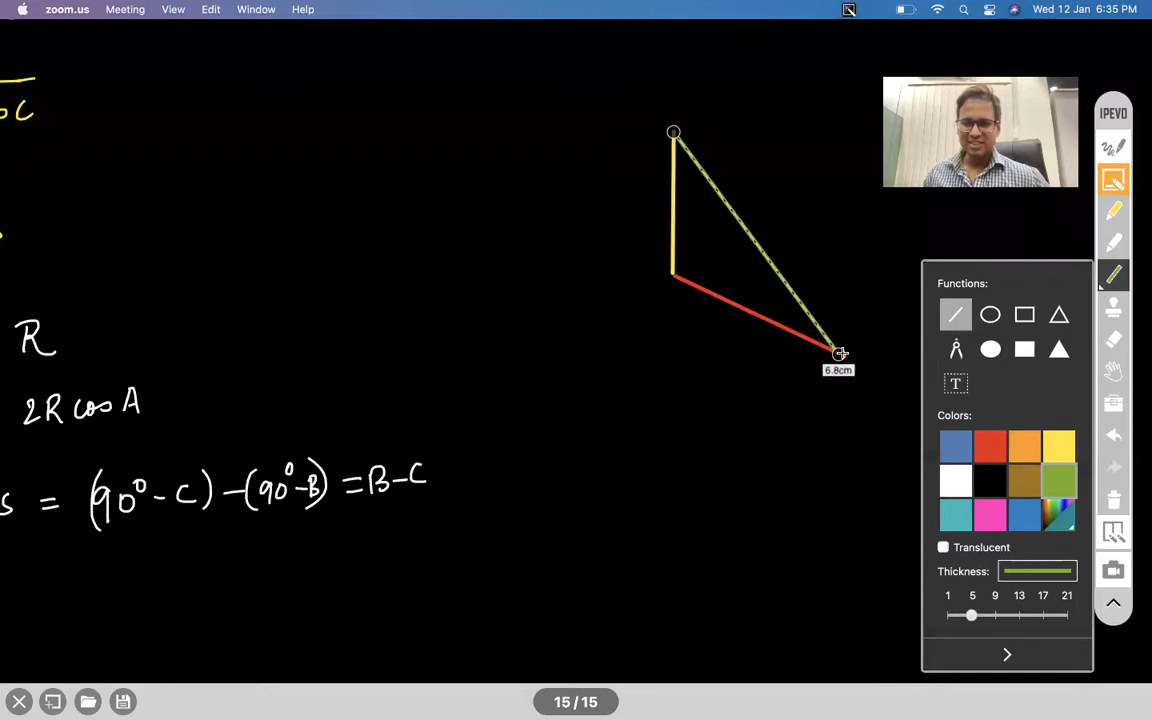 zoom.us Meeting View Edit Window Help Wed 12 Jan 6:35 PM
C
IPEVO
R
2R cos A
= (90° - C) - (90° - B) = B - C
6.8cm
Functions:
T
Colors:
Translucent
Thickness:
1 5 9 13 17 21
15 / 15